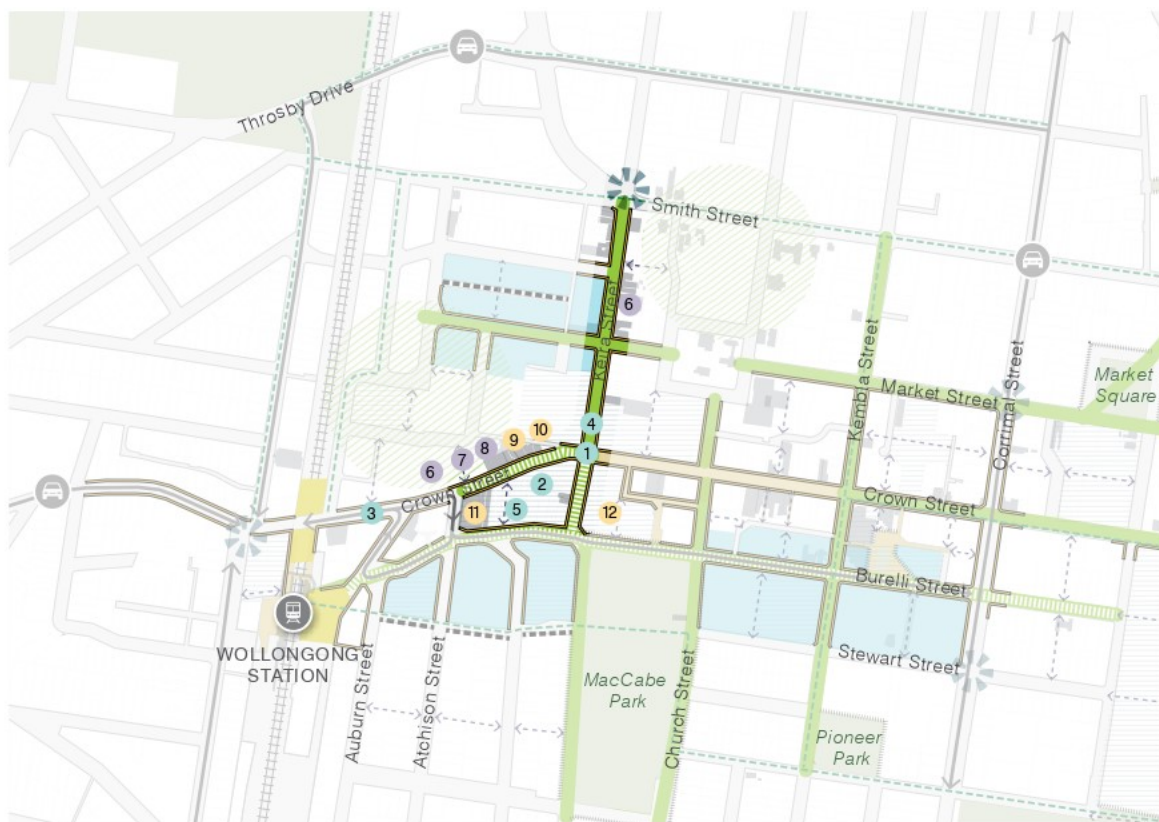 Throsby Drive
Smith Street
6
Keira Street
Kembla Street
Corrimal Street
Market
Square
Market Street
4
1
10
9
8
7
6
Crown Street
2
Crown Street
3
11
5
12
Burelli Street
WOLLONGONG
STATION
Auburn Street
Atchison Street
MacCabe
Park
Church Street
Stewart Street
Pioneer
Park